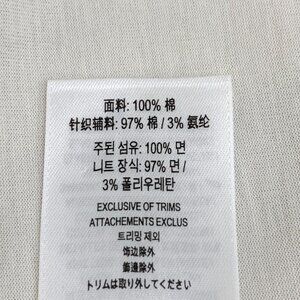 面料: 100% 棉
针织辅料: 97% 棉 / 3% 氨纶
주된 섬유: 100% 면
니트 장식: 97% 면 /
3% 폴리우레탄
EXCLUSIVE OF TRIMS
ATTACHEMENTS EXCLUS
트리밍 제외
饰边除外
飾邊除外
トリムは取り外してください